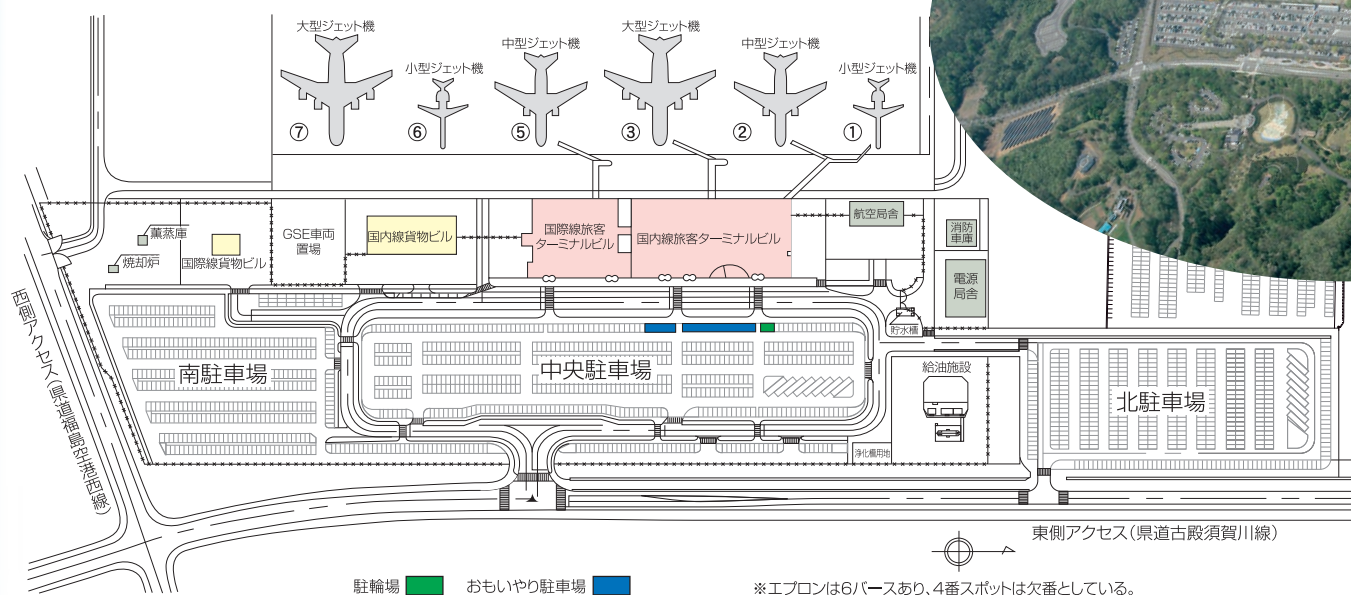 大型ジェット機
小型ジェット機
中型ジェット機
大型ジェット機
中型ジェット機
小型ジェット機
⑦
⑥
⑤
③
②
①
薫蒸庫
焼却炉
国際線貨物ビル
GSE車両
置場
国内線貨物ビル
国際線旅客
ターミナルビル
国内線旅客ターミナルビル
航空局舎
消防
車庫
電源
局舎
貯水槽
西側アクセス(県道福島空港西線)
南駐車場
中央駐車場
給油施設
浄化槽用地
北駐車場
東側アクセス(県道古殿須賀川線)
駐輪場
おもいやり駐車場
※エプロンは6バースあり、4番スポットは欠番としている。